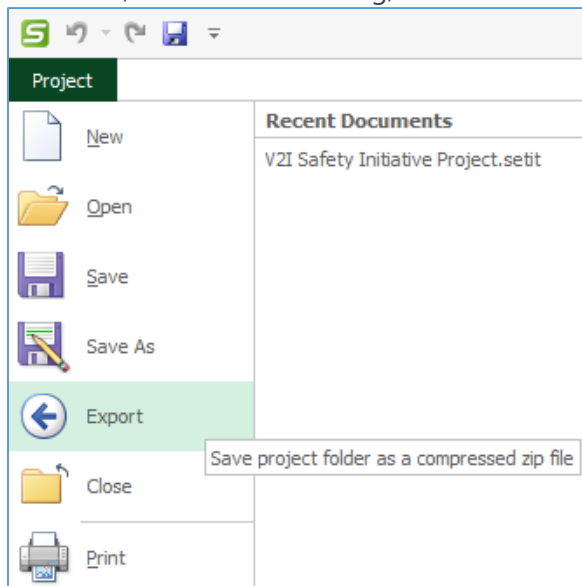 S
Project
New
Recent Documents
V2I Safety Initiative Project.setit
Open
Save
Save As
Export
Save project folder as a compressed zip file
Close
Print